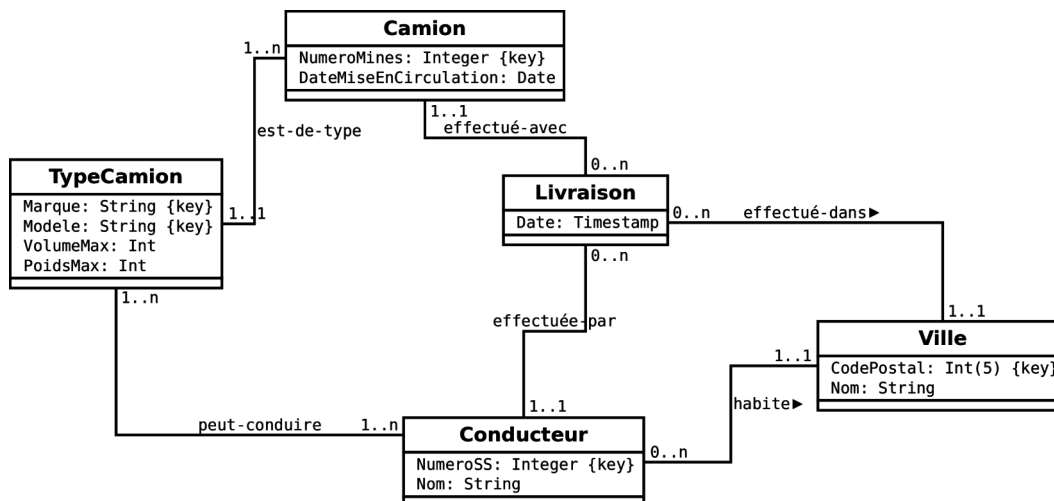 Camion
NumeroMines: Integer {key}
DateMiseEnCirculation: Date
1..n
1..1
est-de-type
effectué-avec
TypeCamion
Marque: String {key}
Modele: String {key}
VolumeMax: Int
PoidsMax: Int
1..1
1..n
0..n
Livraison
Date: Timestamp
0..n
effectué-dans►
0..n
effectuée-par
1..1
Ville
CodePostal: Int(5) {key}
Nom: String
1..1
habite►
peut-conduire
1..n
1..1
Conducteur
NumeroSS: Integer {key}
Nom: String
0..n